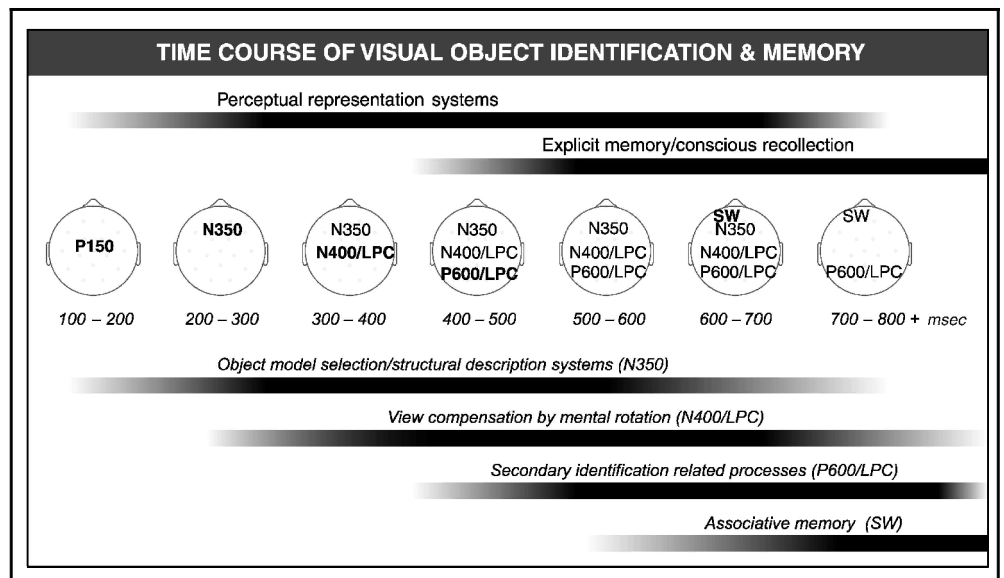 TIME COURSE OF VISUAL OBJECT IDENTIFICATION & MEMORY
Perceptual representation systems
Explicit memory/conscious recollection
P150
N350
N350
N400/LPC
N350
N400/LPC
P600/LPC
N350
N400/LPC
P600/LPC
SW
N350
N400/LPC
P600/LPC
SW
P600/LPC
100 – 200
200 – 300
300 – 400
400 – 500
500 – 600
600 – 700
700 – 800 + msec
Object model selection/structural description systems (N350)
View compensation by mental rotation (N400/LPC)
Secondary identification related processes (P600/LPC)
Associative memory (SW)